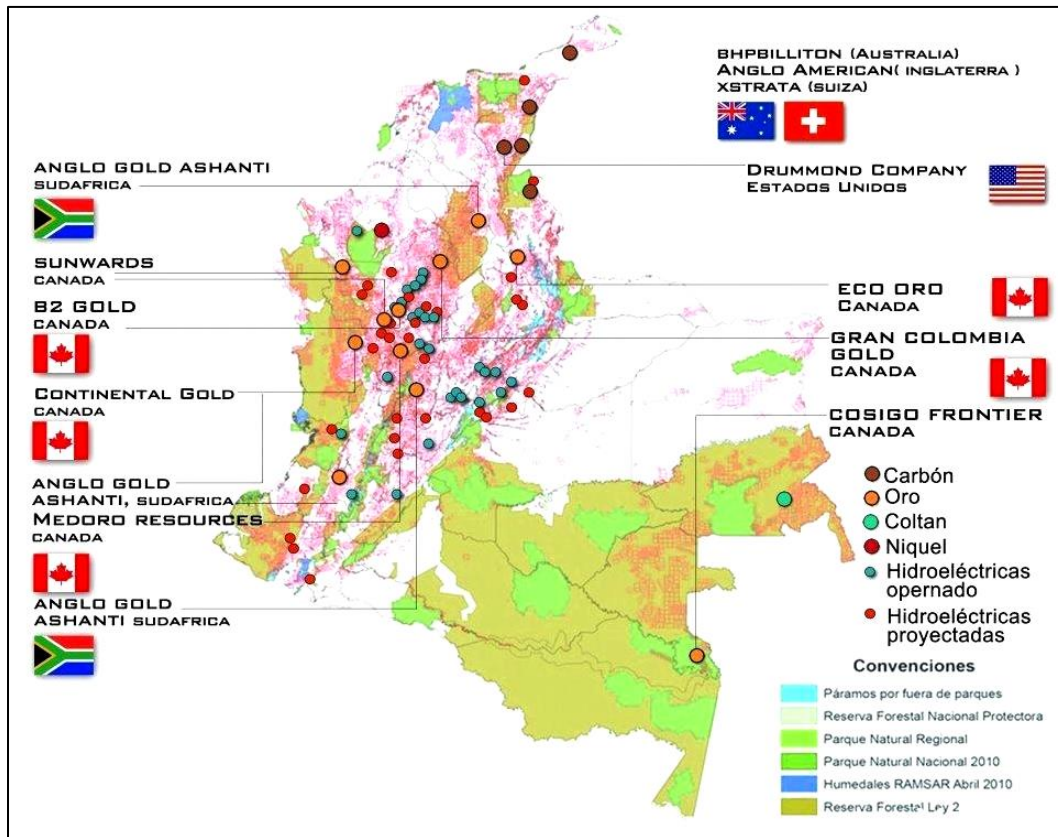 BHPBILLITON (AUSTRALIA)
ANGLO AMERICAN( INGLATERRA )
XSTRATA (SUIZA)
DRUMMOND COMPANY
ESTADOS UNIDOS
ANGLO GOLD ASHANTI
SUDAFRICA
SUNWARDS
CANADA
B2 GOLD
CANADA
CONTINENTAL GOLD
CANADA
ANGLO GOLD
ASHANTI, SUDAFRICA
MEDORO RESOURCES
CANADA
ANGLO GOLD
ASHANTI SUDAFRICA
ECO ORO
CANADA
GRAN COLOMBIA
GOLD
CANADA
COSIGO FRONTIER
CANADA
Carbón
Oro
Coltan
Niquel
Hidroeléctricas
opernado
Hidroeléctricas
proyectadas
Convenciones
Páramos por fuera de parques
Reserva Forestal Nacional Protectora
Parque Natural Regional
Parque Natural Nacional 2010
Humedales RAMSAR Abril 2010
Reserva Forestal Ley 2